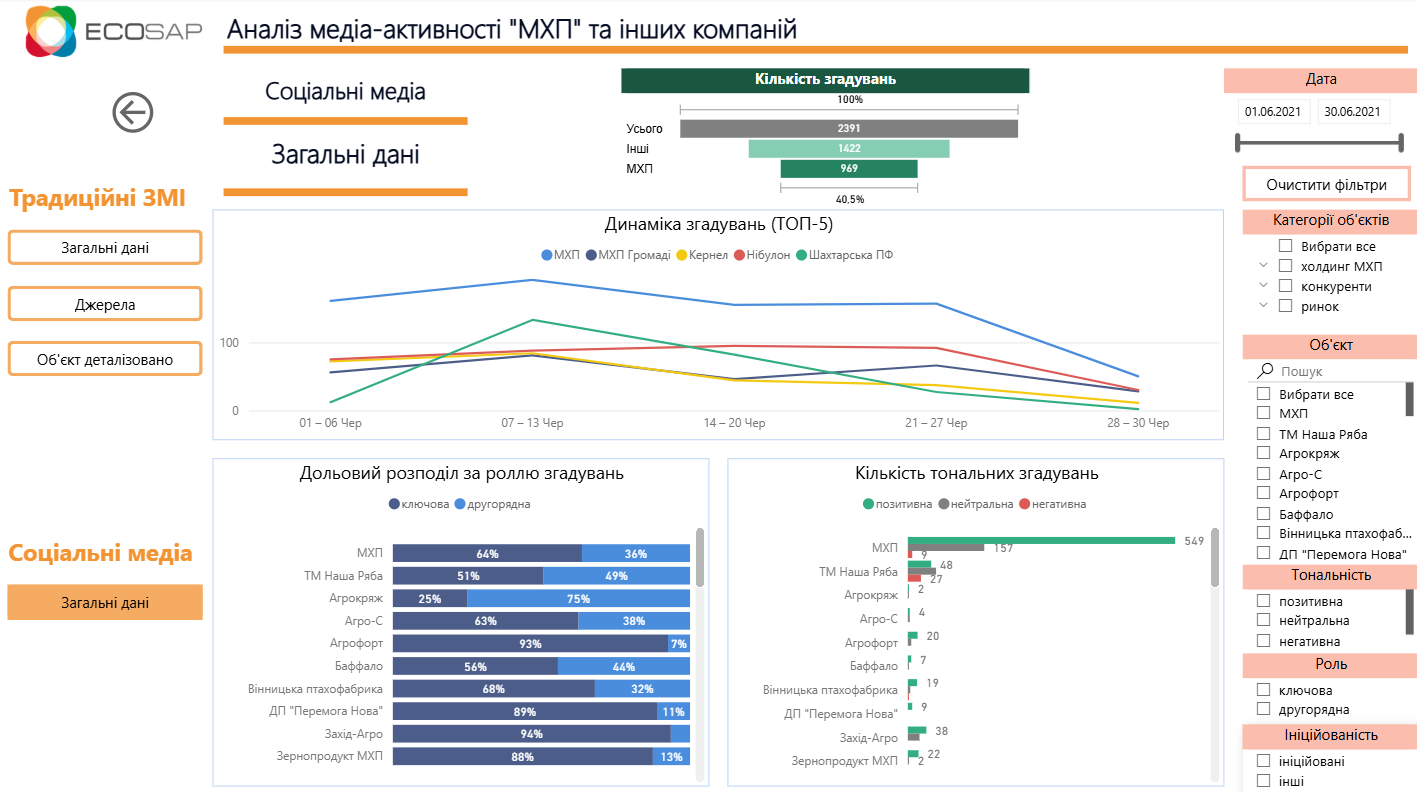 ECOSAP
Аналіз медіа-активності "МХП" та інших компаній
Соціальні медіа
Загальні дані
Традиційні ЗМІ
Загальні дані
Джерела
Об'єкт деталізовано
Соціальні медіа
Загальні дані
Кількість згадувань
100%
Усього 2391
Інші 1422
МХП 969
40,5%
Динаміка згадувань (ТОП-5)
МХП МХП Громаді Кернел Нібулон Шахтарська ПФ
100
0
01 – 06 Чер 07 – 13 Чер 14 – 20 Чер 21 – 27 Чер 28 – 30 Чер
Дольовий розподіл за роллю згадувань
ключова другорядна
МХП 64% 36%
ТМ Наша Ряба 51% 49%
Агрокряж 25% 75%
Агро-С 63% 38%
Агрофорт 93% 7%
Баффало 56% 44%
Вінницька птахофабрика 68% 32%
ДП "Перемога Нова" 89% 11%
Захід-Агро 94%
Зернопродукт МХП 88% 13%
Кількість тональних згадувань
позитивна нейтральна негативна
МХП 549 157 9
ТМ Наша Ряба 48 27
Агрокряж 2
Агро-С 4
Агрофорт 20
Баффало 7
Вінницька птахофабрика 19
ДП "Перемога Нова" 9
Захід-Агро 38
Зернопродукт МХП 22 2
Дата
01.06.2021 30.06.2021
Очистити фільтри
Категорії об'єктів
Вибрати все
холдинг МХП
конкуренти
ринок
Об'єкт
Пошук
Вибрати все
МХП
ТМ Наша Ряба
Агрокряж
Агро-С
Агрофорт
Баффало
Вінницька птахофаб...
ДП "Перемога Нова"
Тональність
позитивна
нейтральна
негативна
Роль
ключова
другорядна
Ініційованість
ініційовані
інші